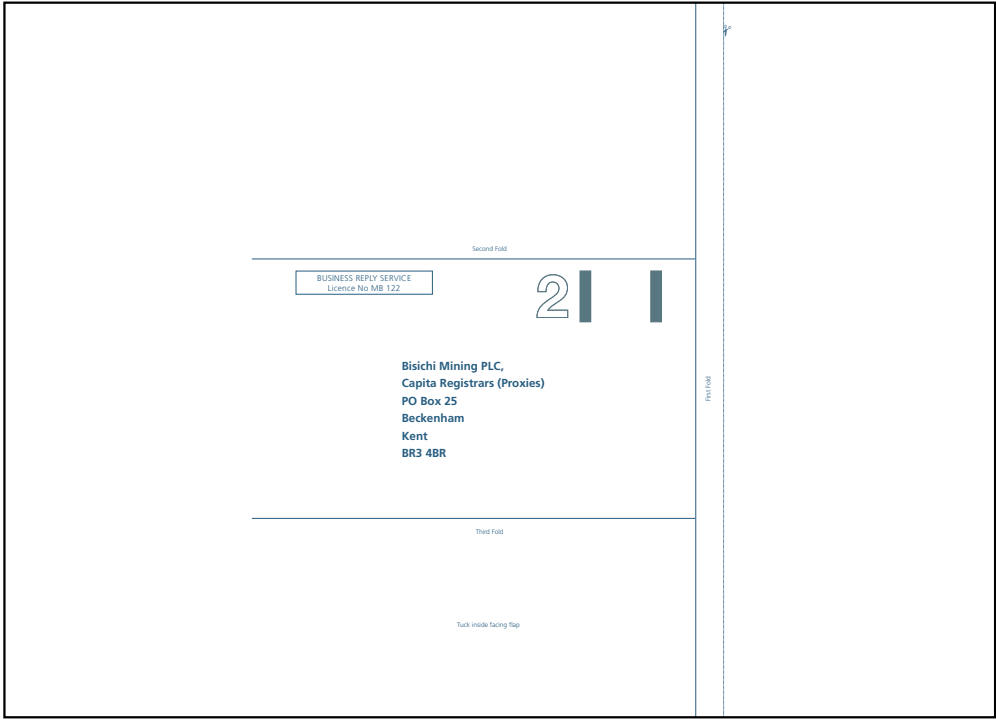 Second Fold
BUSINESS REPLY SERVICE
Licence No MB 122
2
Bisichi Mining PLC,
Capita Registrars (Proxies)
PO Box 25
Beckenham
Kent
BR3 4BR
First Fold
Third Fold
Tuck inside facing flap